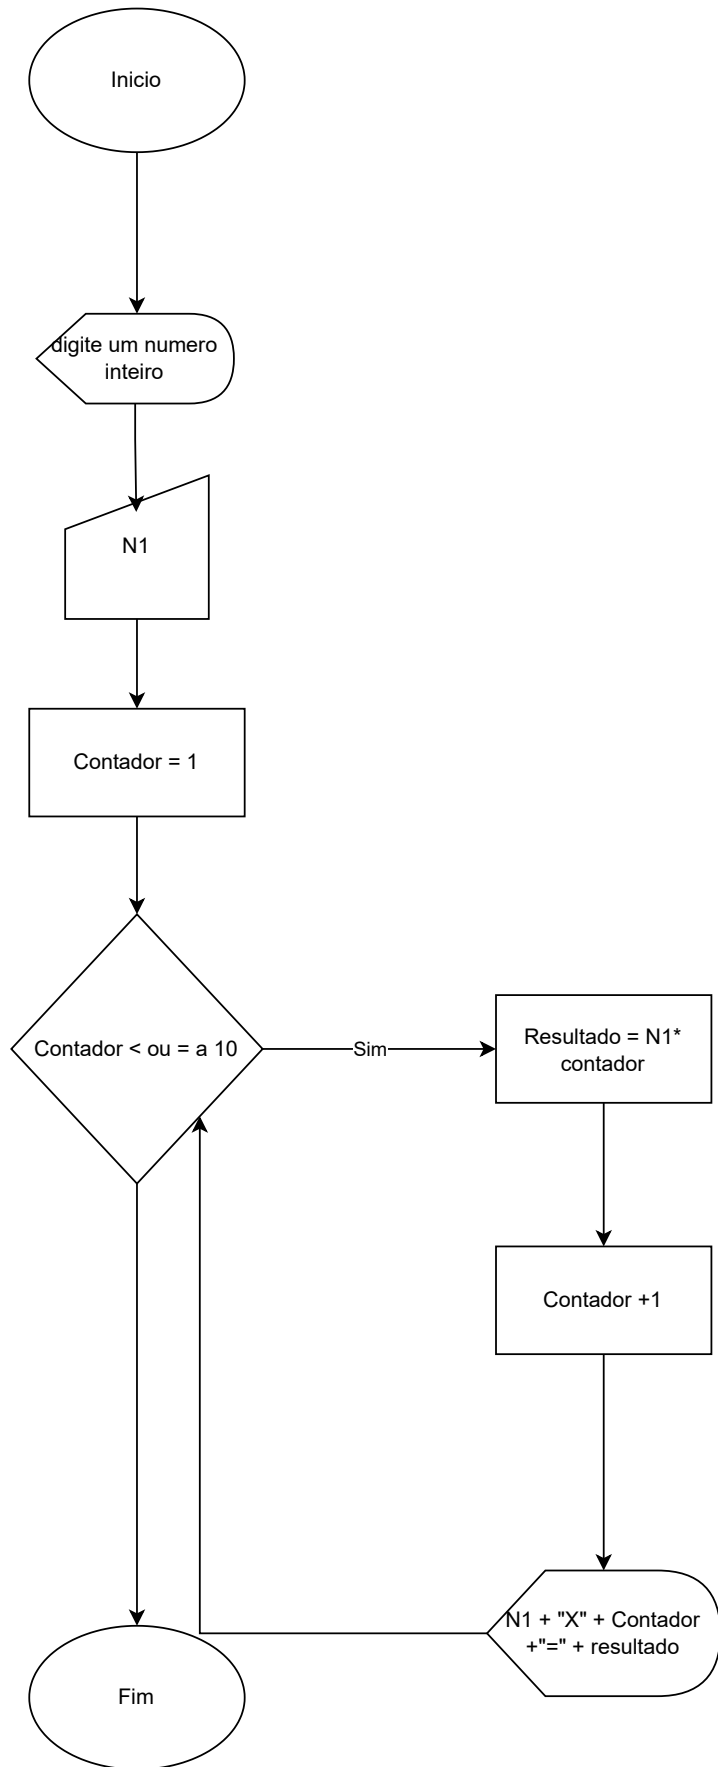 Inicio
digite um numero
inteiro
N1
Contador = 1
Contador < ou = a 10
Sim
Resultado = N1*
contador
Contador +1
N1 + "X" + Contador
+"=" + resultado
Fim